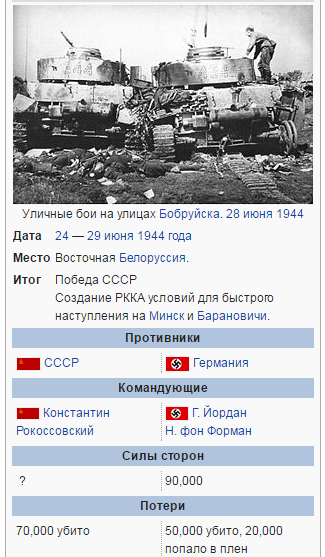 Уличные бои на улицах Бобруйска. 28 июня 1944
Дата 24 — 29 июня 1944 года
Место Восточная Белоруссия.
Итог Победа СССР
Создание РККА условий для быстрого
наступления на Минск и Барановичи.
Противники
СССР Германия
Командующие
Константин Г. Йордан
Рокоссовский Н. фон Форман
Силы сторон
? 90,000
Потери
70,000 убито 50,000 убито, 20,000
попало в плен